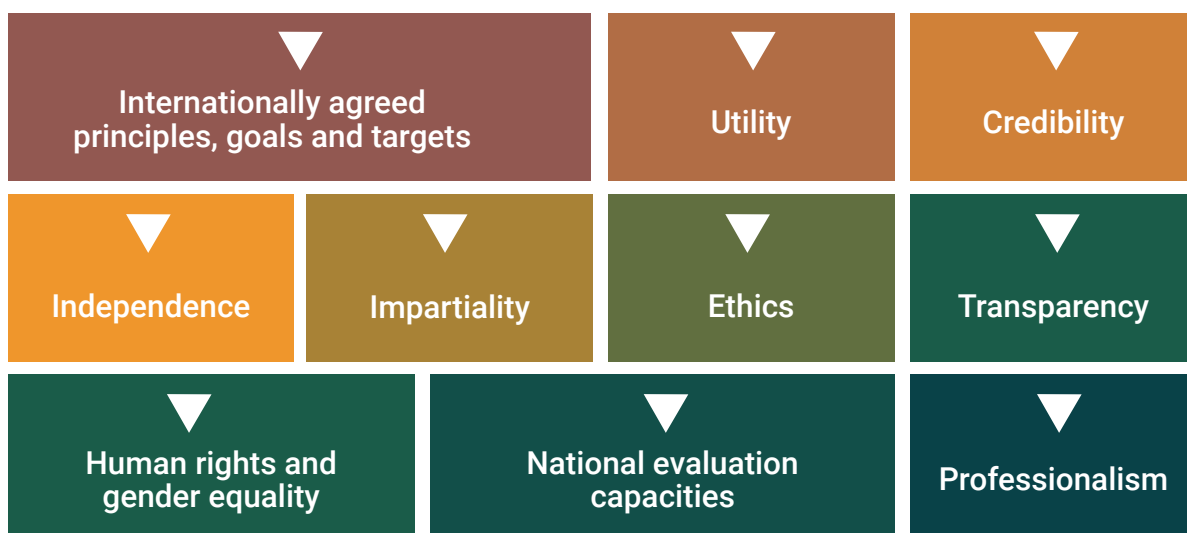 Internationally agreed
principles, goals and targets
Utility
Credibility
Independence
Impartiality
Ethics
Transparency
Human rights and
gender equality
National evaluation
capacities
Professionalism